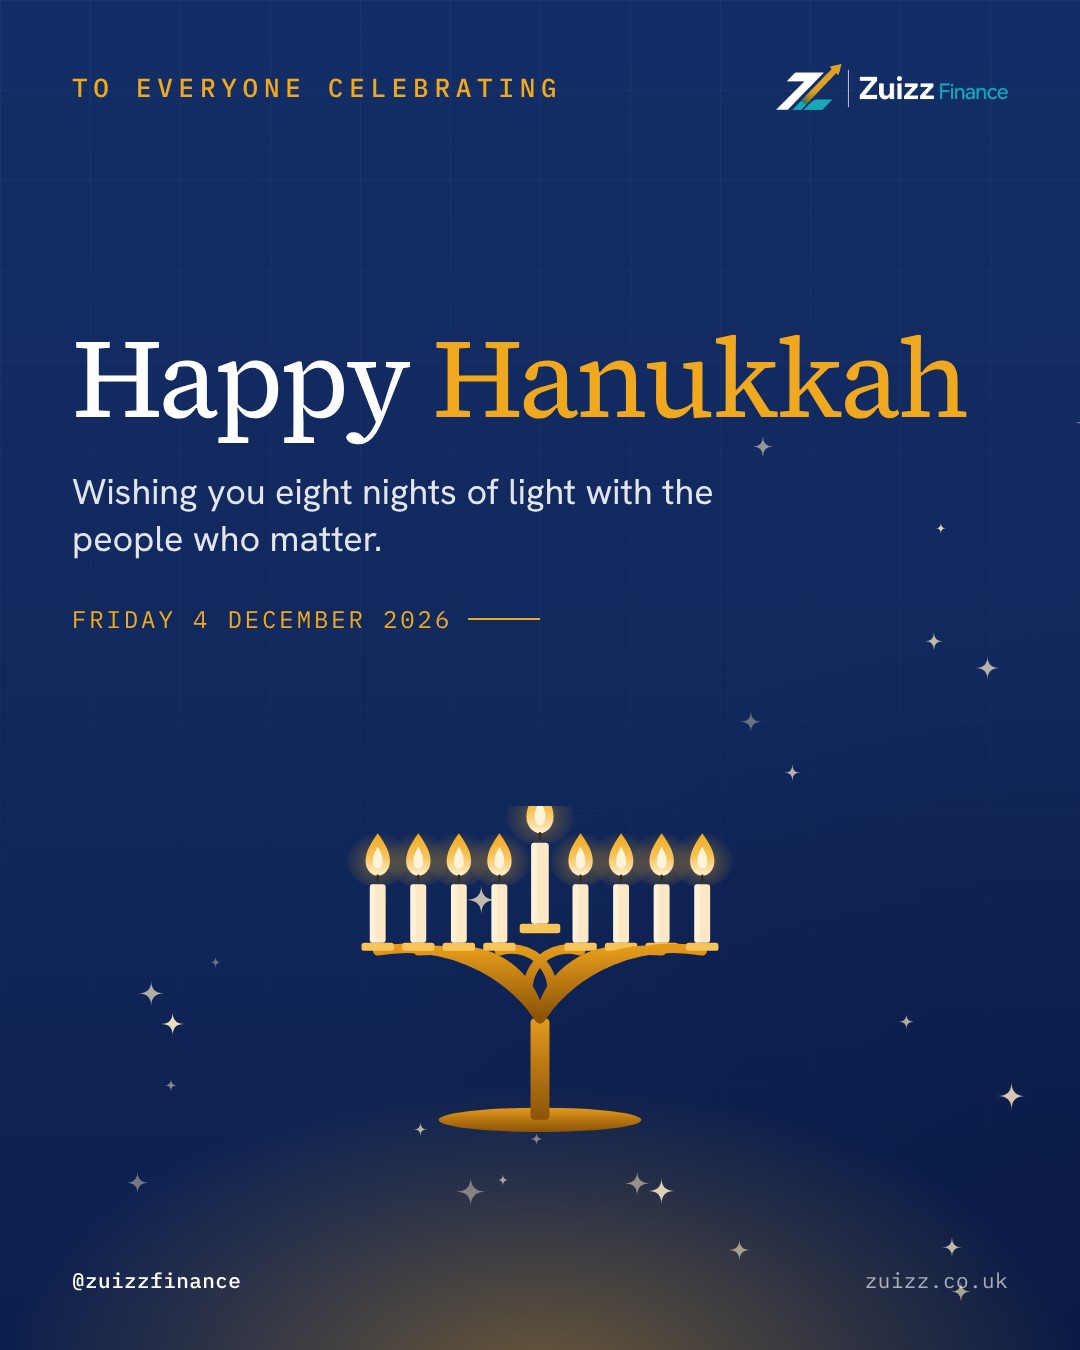 TO EVERYONE CELEBRATING
Zuizz Finance
Happy Hanukkah
Wishing you eight nights of light with the
people who matter.
FRIDAY 4 DECEMBER 2026
@zuizzfinance
zuizz.co.uk